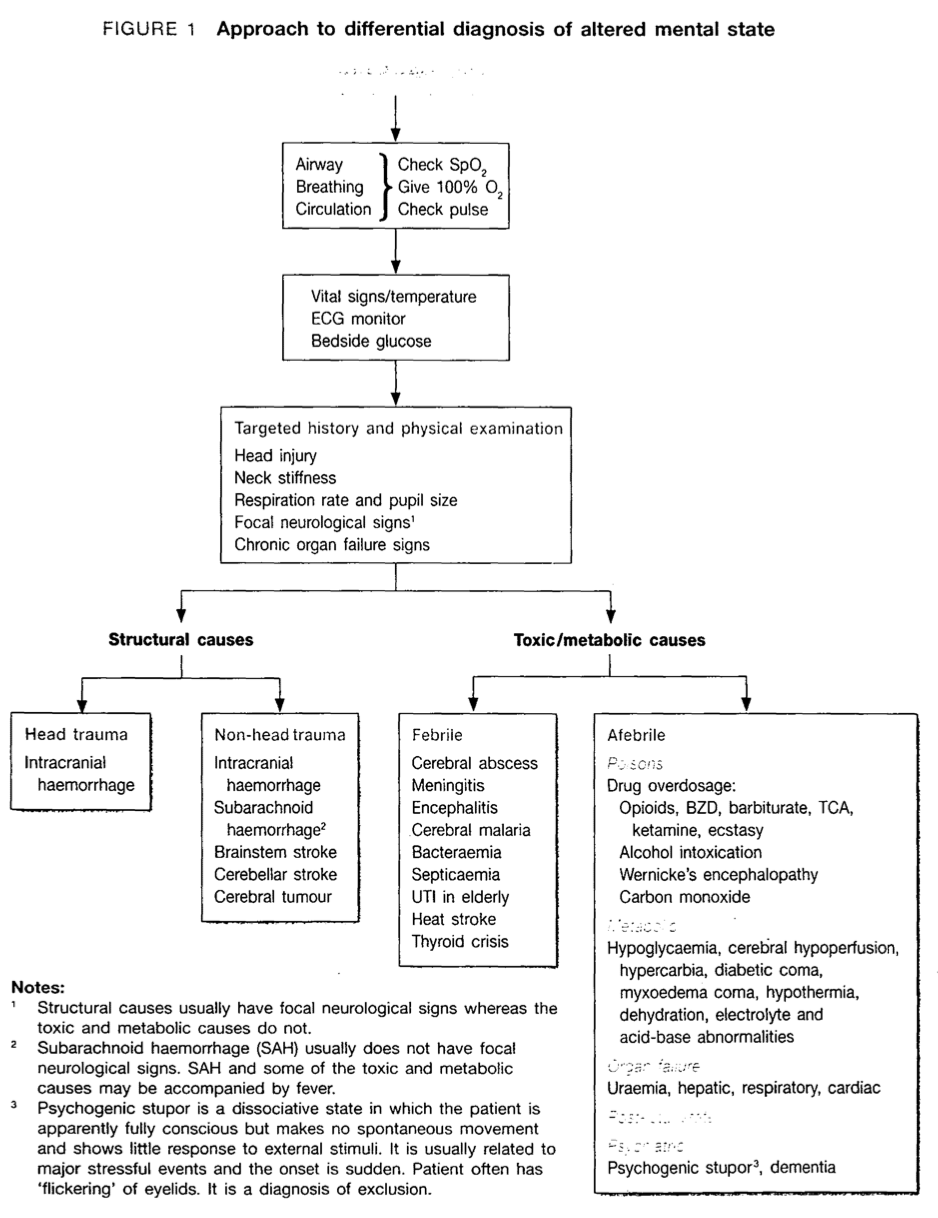 FIGURE 1 Approach to differential diagnosis of altered mental state
Airway
Breathing
Circulation
Check SpO₂
Give 100% O₂
Check pulse
Vital signs/temperature
ECG monitor
Bedside glucose
Targeted history and physical examination
Head injury
Neck stiffness
Respiration rate and pupil size
Focal neurological signs¹
Chronic organ failure signs
Structural causes
Toxic/metabolic causes
Head trauma
Intracranial
haemorrhage
Non-head trauma
Intracranial
haemorrhage
Subarachnoid
haemorrhage²
Brainstem stroke
Cerebellar stroke
Cerebral tumour
Febrile
Cerebral abscess
Meningitis
Encephalitis
Cerebral malaria
Bacteraemia
Septicaemia
UTI in elderly
Heat stroke
Thyroid crisis
Afebrile
Poisons
Drug overdosage:
Opioids, BZD, barbiturate, TCA,
ketamine, ecstasy
Alcohol intoxication
Wernicke's encephalopathy
Carbon monoxide
Metabolic
Hypoglycaemia, cerebral hypoperfusion,
hypercarbia, diabetic coma,
myxoedema coma, hypothermia,
dehydration, electrolyte and
acid-base abnormalities
Organ failure
Uraemia, hepatic, respiratory, cardiac
Psychiatric
Psychogenic stupor³, dementia
Notes:
¹ Structural causes usually have focal neurological signs whereas the
toxic and metabolic causes do not.
² Subarachnoid haemorrhage (SAH) usually does not have focal
neurological signs. SAH and some of the toxic and metabolic
causes may be accompanied by fever.
³ Psychogenic stupor is a dissociative state in which the patient is
apparently fully conscious but makes no spontaneous movement
and shows little response to external stimuli. It is usually related to
major stressful events and the onset is sudden. Patient often has
'flickering' of eyelids. It is a diagnosis of exclusion.